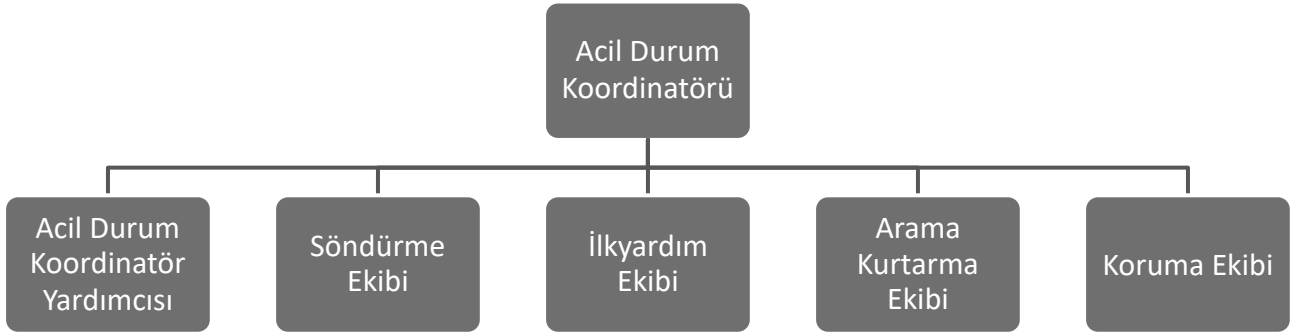 Acil Durum
Koordinatörü
Acil Durum
Koordinatör
Yardımcısı
Söndürme
Ekibi
İlkyardım
Ekibi
Arama
Kurtarma
Ekibi
Koruma Ekibi